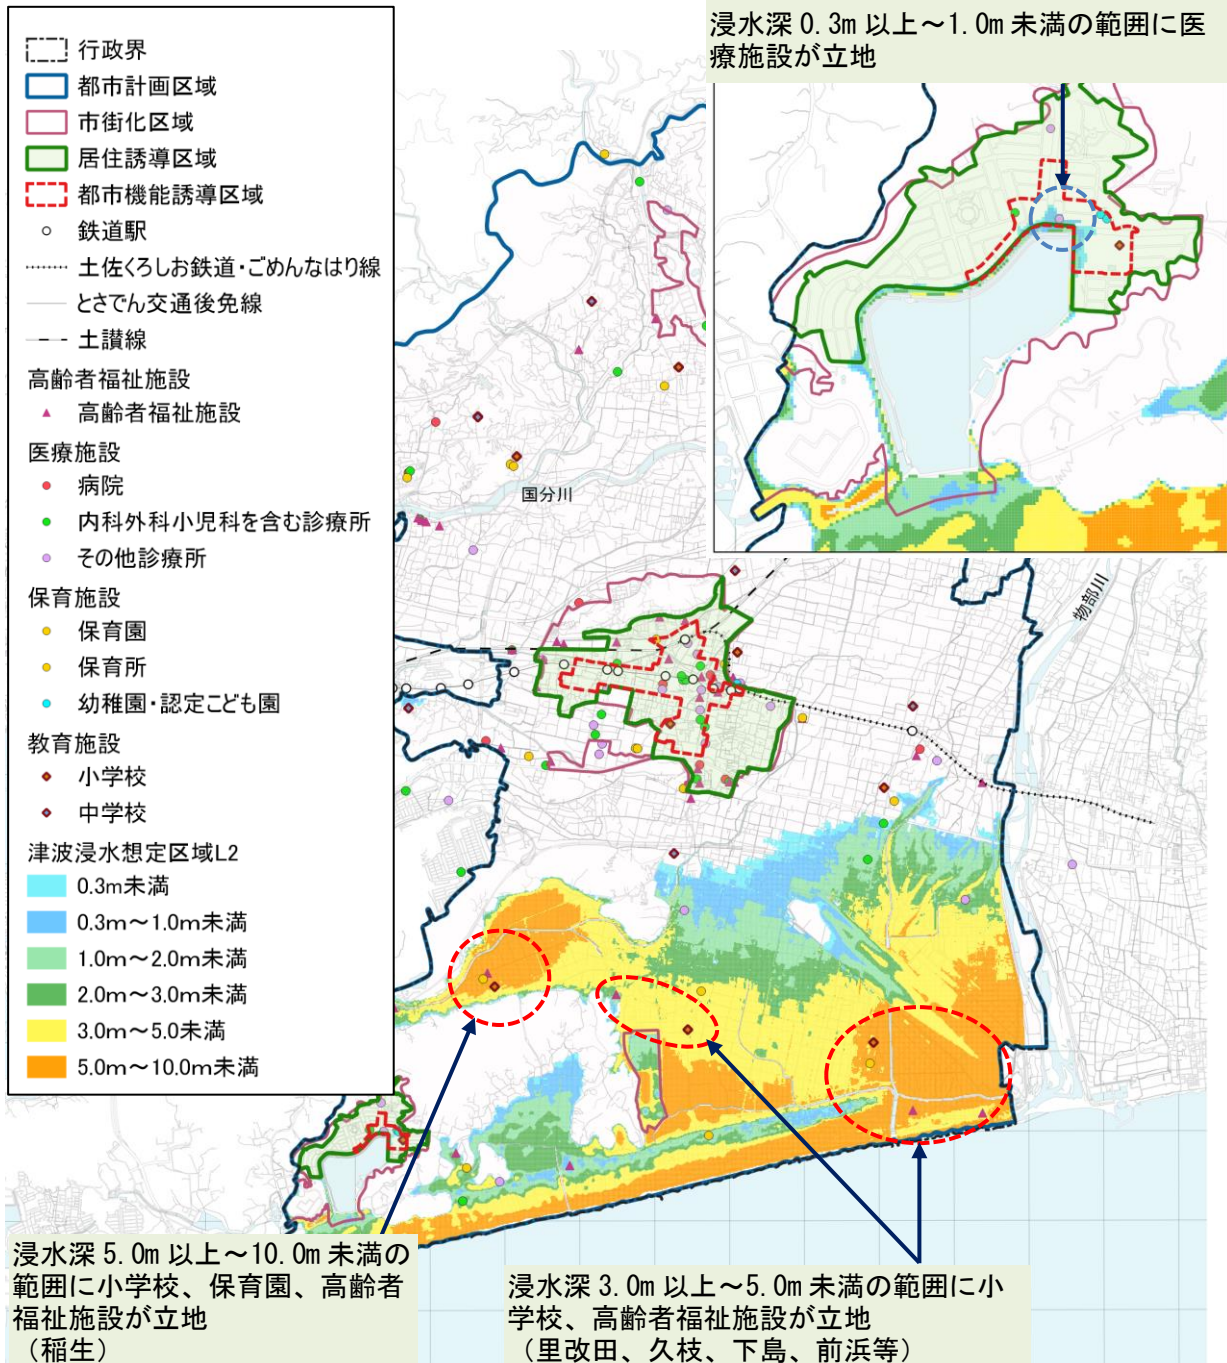 浸水深 0.3m 以上～1.0m 未満の範囲に医
療施設が立地
行政界
都市計画区域
市街化区域
居住誘導区域
都市機能誘導区域
鉄道駅
土佐くろしお鉄道・ごめんなはり線
とさでん交通後免線
土讃線
高齢者福祉施設
高齢者福祉施設
医療施設
病院
内科外科小児科を含む診療所
その他診療所
保育施設
保育園
保育所
幼稚園・認定こども園
教育施設
小学校
中学校
津波浸水想定区域L2
0.3m未満
0.3m～1.0m未満
1.0m～2.0m未満
2.0m～3.0m未満
3.0m～5.0未満
5.0m～10.0m未満
国分川
物部川
浸水深 5.0m 以上～10.0m 未満の
範囲に小学校、保育園、高齢者
福祉施設が立地
（稲生）
浸水深 3.0m 以上～5.0m 未満の範囲に小
学校、高齢者福祉施設が立地
（里改田、久枝、下島、前浜等）